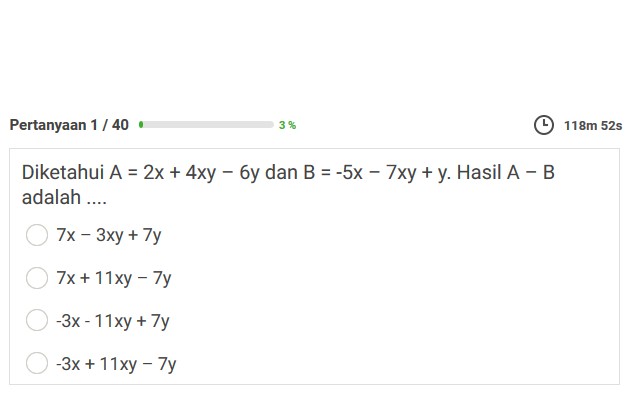 Pertanyaan 1 / 40 3 % 118m 52s
Diketahui A = 2x + 4xy – 6y dan B = -5x – 7xy + y. Hasil A – B
adalah ....
7x – 3xy + 7y
7x + 11xy – 7y
-3x - 11xy + 7y
-3x + 11xy – 7y